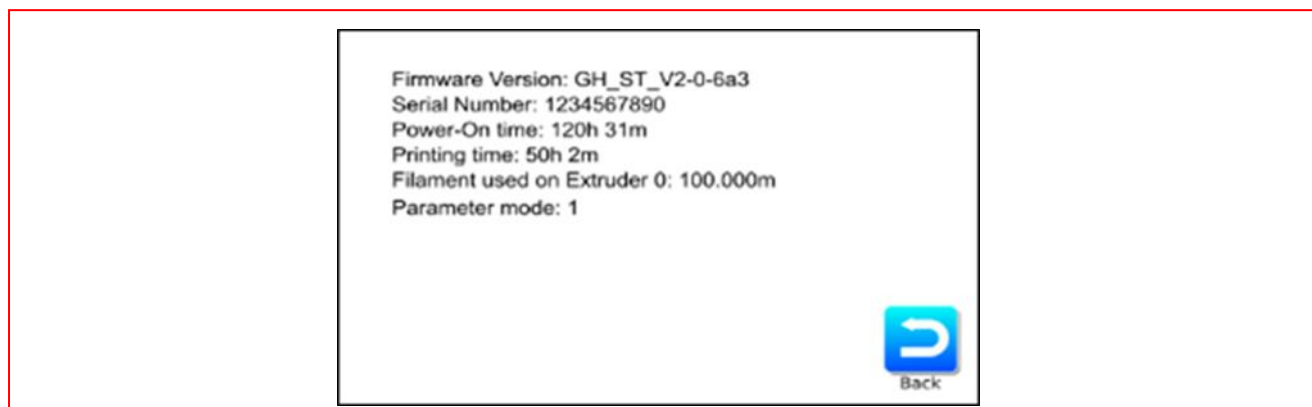 Firmware Version: GH_ST_V2-0-6a3
Serial Number: 1234567890
Power-On time: 120h 31m
Printing time: 50h 2m
Filament used on Extruder 0: 100.000m
Parameter mode: 1
Back